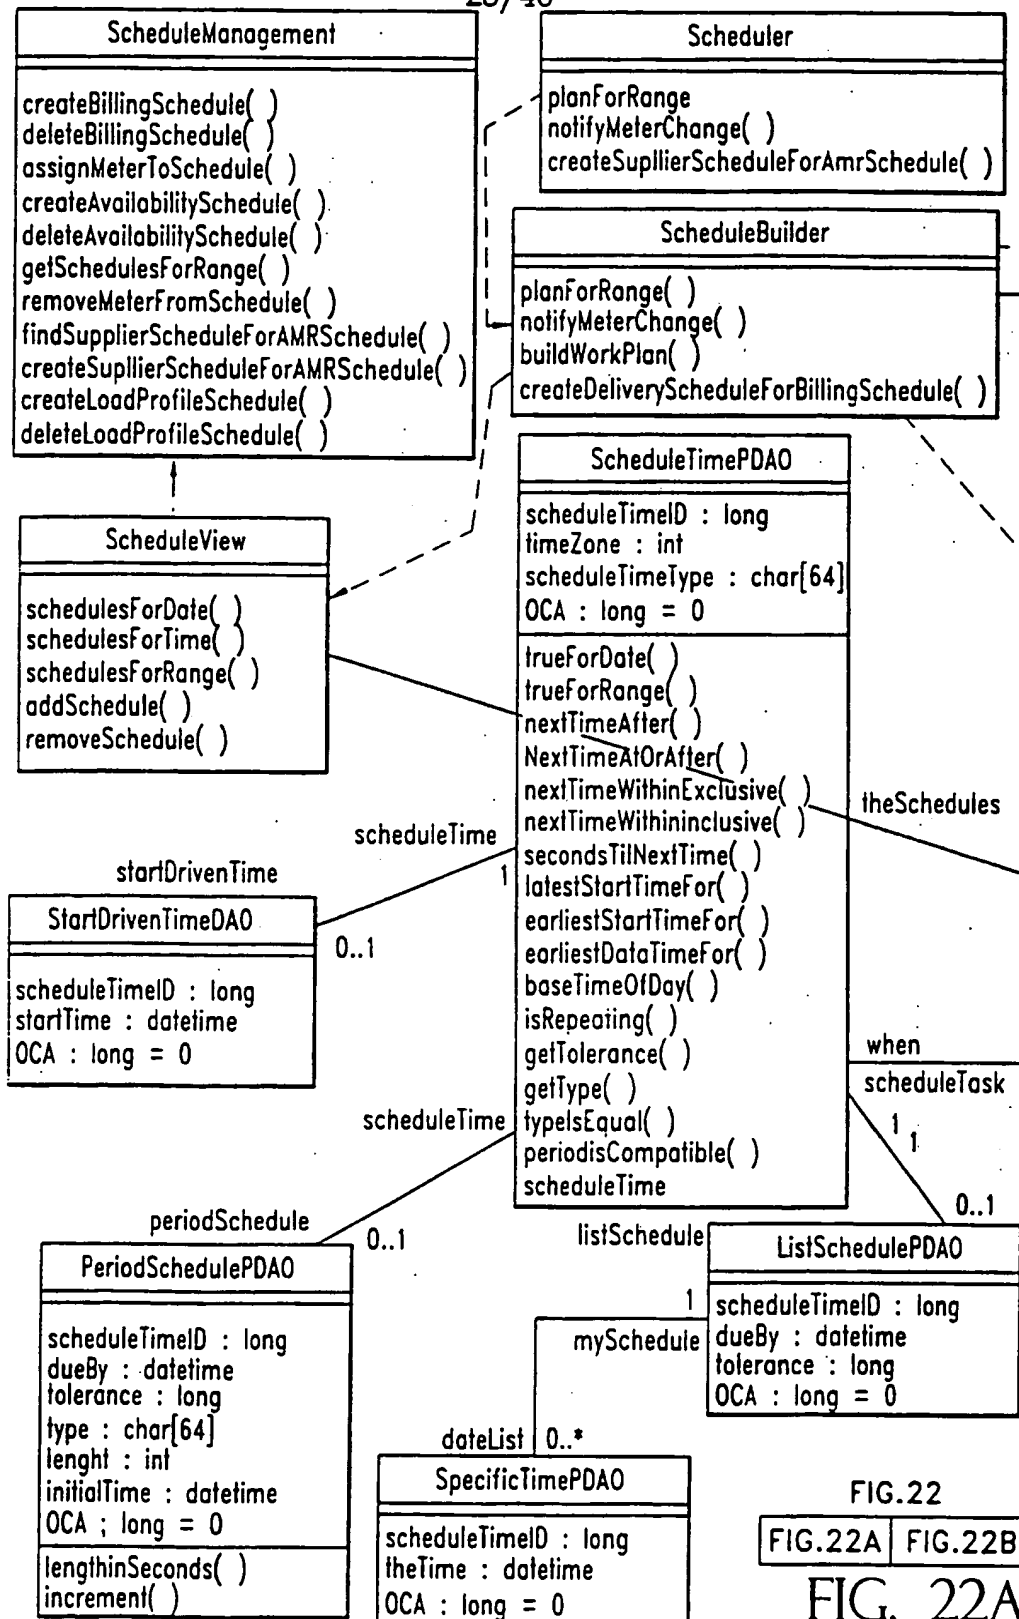 ScheduleManagement
createBillingSchedule( )
deleteBillingSchedule( )
assignMeterToSchedule( )
createAvailabilitySchedule( )
deleteAvailabilitySchedule( )
getSchedulesForRange( )
removeMeterFromSchedule( )
findSupplierScheduleForAMRSchedule( )
createSupllierScheduleForAMRSchedule( )
createLoadProfileSchedule( )
deleteLoadProfileSchedule( )
Scheduler
planForRange
notifyMeterChange( )
createSupllierScheduleForAmrSchedule( )
ScheduleBuilder
planForRange( )
notifyMeterChange( )
buildWorkPlan( )
createDeliveryScheduleForBillingSchedule( )
ScheduleView
schedulesForDate( )
schedulesForTime( )
schedulesForRange( )
addSchedule( )
removeSchedule( )
ScheduleTimePDAO
scheduleTimeID : long
timeZone : int
scheduleTimeType : char[64]
OCA : long = 0
trueForDate( )
trueForRange( )
nextTimeAfter( )
NextTimeAtOrAfter( )
nextTimeWithinExclusive( )
nextTimeWithininclusive( )
secondsTilNextTime( )
latestStartTimeFor( )
earliestStartTimeFor( )
earliestDataTimeFor( )
baseTimeOfDay( )
isRepeating( )
getTolerance( )
getType( )
typeIsEqual( )
periodisCompatible( )
scheduleTime
theSchedules
scheduleTime
1
startDrivenTime
0..1
StartDrivenTimeDAO
scheduleTimeID : long
startTime : datetime
OCA : long = 0
when
scheduleTask
1
1
0..1
scheduleTime
periodSchedule
0..1
PeriodSchedulePDAO
scheduleTimeID : long
dueBy : datetime
tolerance : long
type : char[64]
lenght : int
initialTime : datetime
OCA ; long = 0
lengthinSeconds( )
increment( )
listSchedule
ListSchedulePDAO
scheduleTimeID : long
dueBy : datetime
tolerance : long
OCA : long = 0
1
mySchedule
dateList
0..*
SpecificTimePDAO
scheduleTimeID : long
theTime : datetime
OCA : long = 0
FIG.22
FIG.22A FIG.22B
FIG. 22A